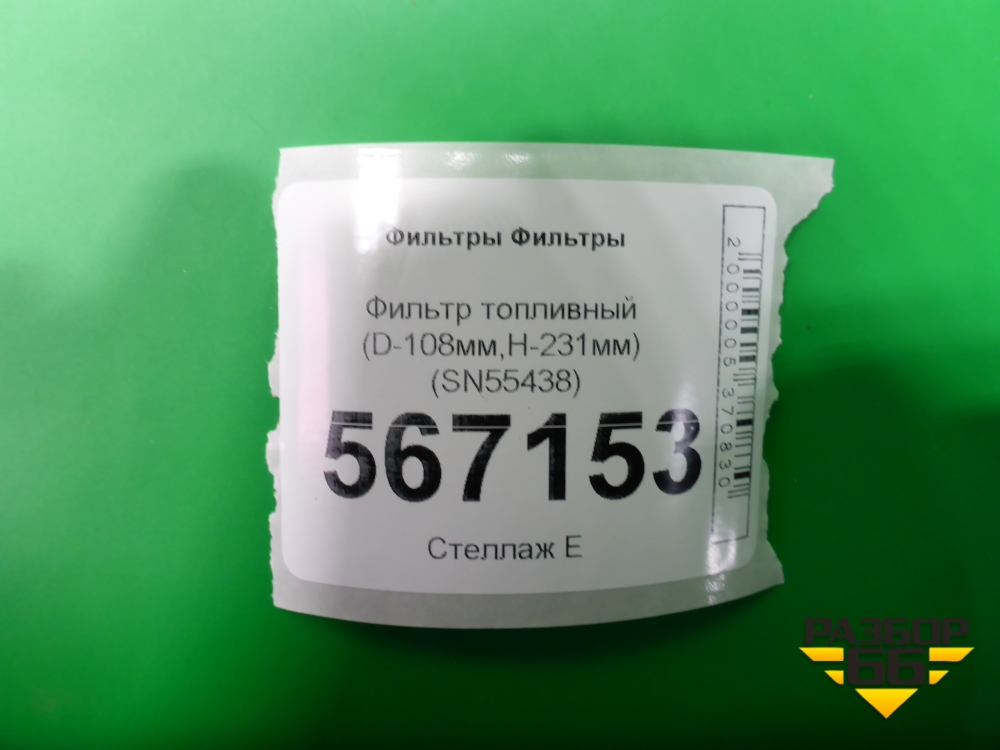 Фильтры Фильтры
Фильтр топливный
(D-108мм,H-231мм)
(SN55438)
567153
Стеллаж Е
2000005370830
РАЗБОР
66